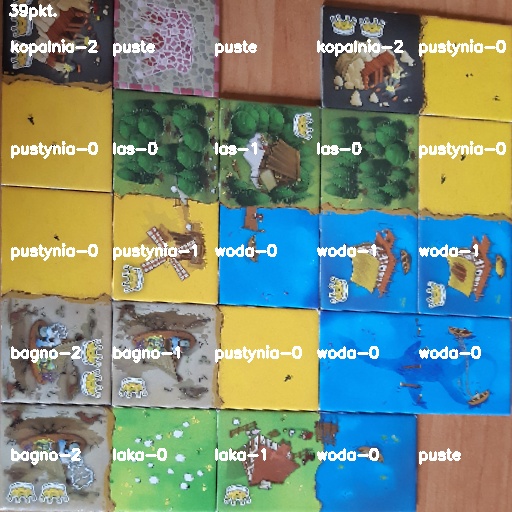 39pkt.
kopalnia-2 puste puste kopalnia-2 pustynia-0
pustynia-0 las-0 las-1 las-0 pustynia-0
pustynia-0 pustynia-1 woda-0 woda-1 woda-1
bagno-2 bagno-1 pustynia-0 woda-0 woda-0
bagno-2 laka-0 laka-1 woda-0 puste